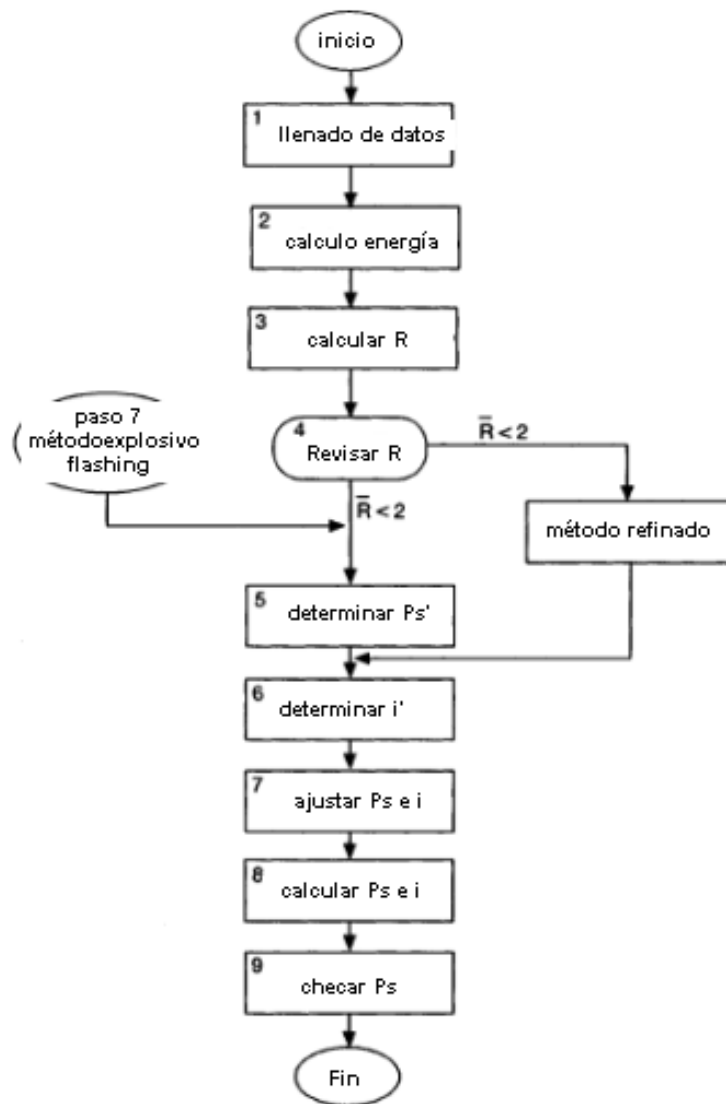 inicio
1
llenado de datos
2
calculo energía
3
calcular R
paso 7
métodoexplosivo
flashing
4
Revisar R
R̅ < 2
R̅ < 2
método refinado
5
determinar Ps'
6
determinar i'
7
ajustar Ps e i
8
calcular Ps e i
9
checar Ps
Fin